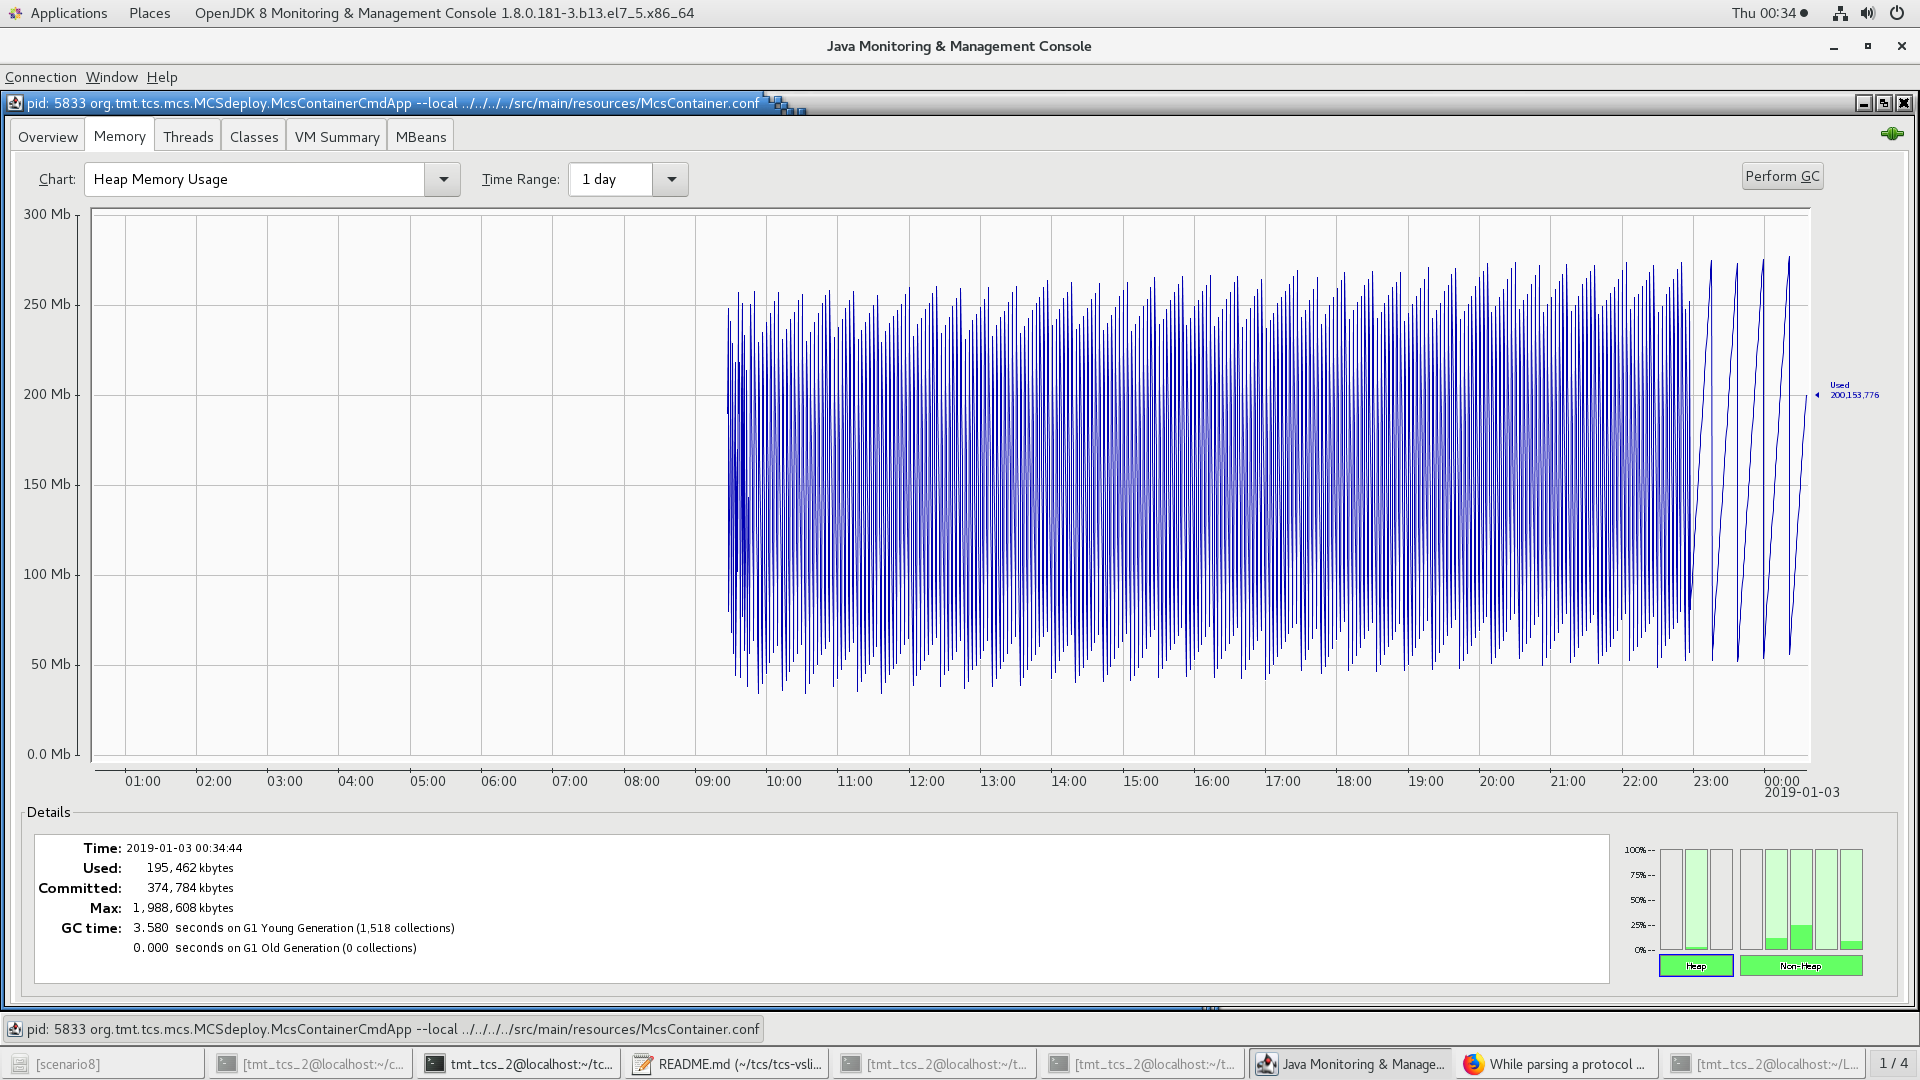 Applications Places OpenJDK 8 Monitoring & Management Console 1.8.0.181-3.b13.el7_5.x86_64 Thu 00:34
Java Monitoring & Management Console
Connection Window Help
pid: 5833 org.tmt.tcs.mcs.MCSdeploy.McsContainerCmdApp --local ../../../../src/main/resources/McsContainer.conf
Overview Memory Threads Classes VM Summary MBeans
Chart: Heap Memory Usage Time Range: 1 day Perform GC
300 Mb
250 Mb
200 Mb
150 Mb
100 Mb
50 Mb
0.0 Mb
Used
200,153,776
01:00 02:00 03:00 04:00 05:00 06:00 07:00 08:00 09:00 10:00 11:00 12:00 13:00 14:00 15:00 16:00 17:00 18:00 19:00 20:00 21:00 22:00 23:00 00:00
2019-01-03
Details
Time: 2019-01-03 00:34:44
Used: 195,462 kbytes
Committed: 374,784 kbytes
Max: 1,988,608 kbytes
GC time: 3.580 seconds on G1 Young Generation (1,518 collections)
0.000 seconds on G1 Old Generation (0 collections)
100%--
75%--
50%--
25%--
0%--
Heap Non-Heap
pid: 5833 org.tmt.tcs.mcs.MCSdeploy.McsContainerCmdApp --local ../../../../src/main/resources/McsContainer.conf
[scenario8] [tmt_tcs_2@localhost:~/c... tmt_tcs_2@localhost:~/tc... README.md (~/tcs/tcs-vsli... [tmt_tcs_2@localhost:~/t... [tmt_tcs_2@localhost:~/t... Java Monitoring & Manage... While parsing a protocol ... [tmt_tcs_2@localhost:~/L... 1 / 4